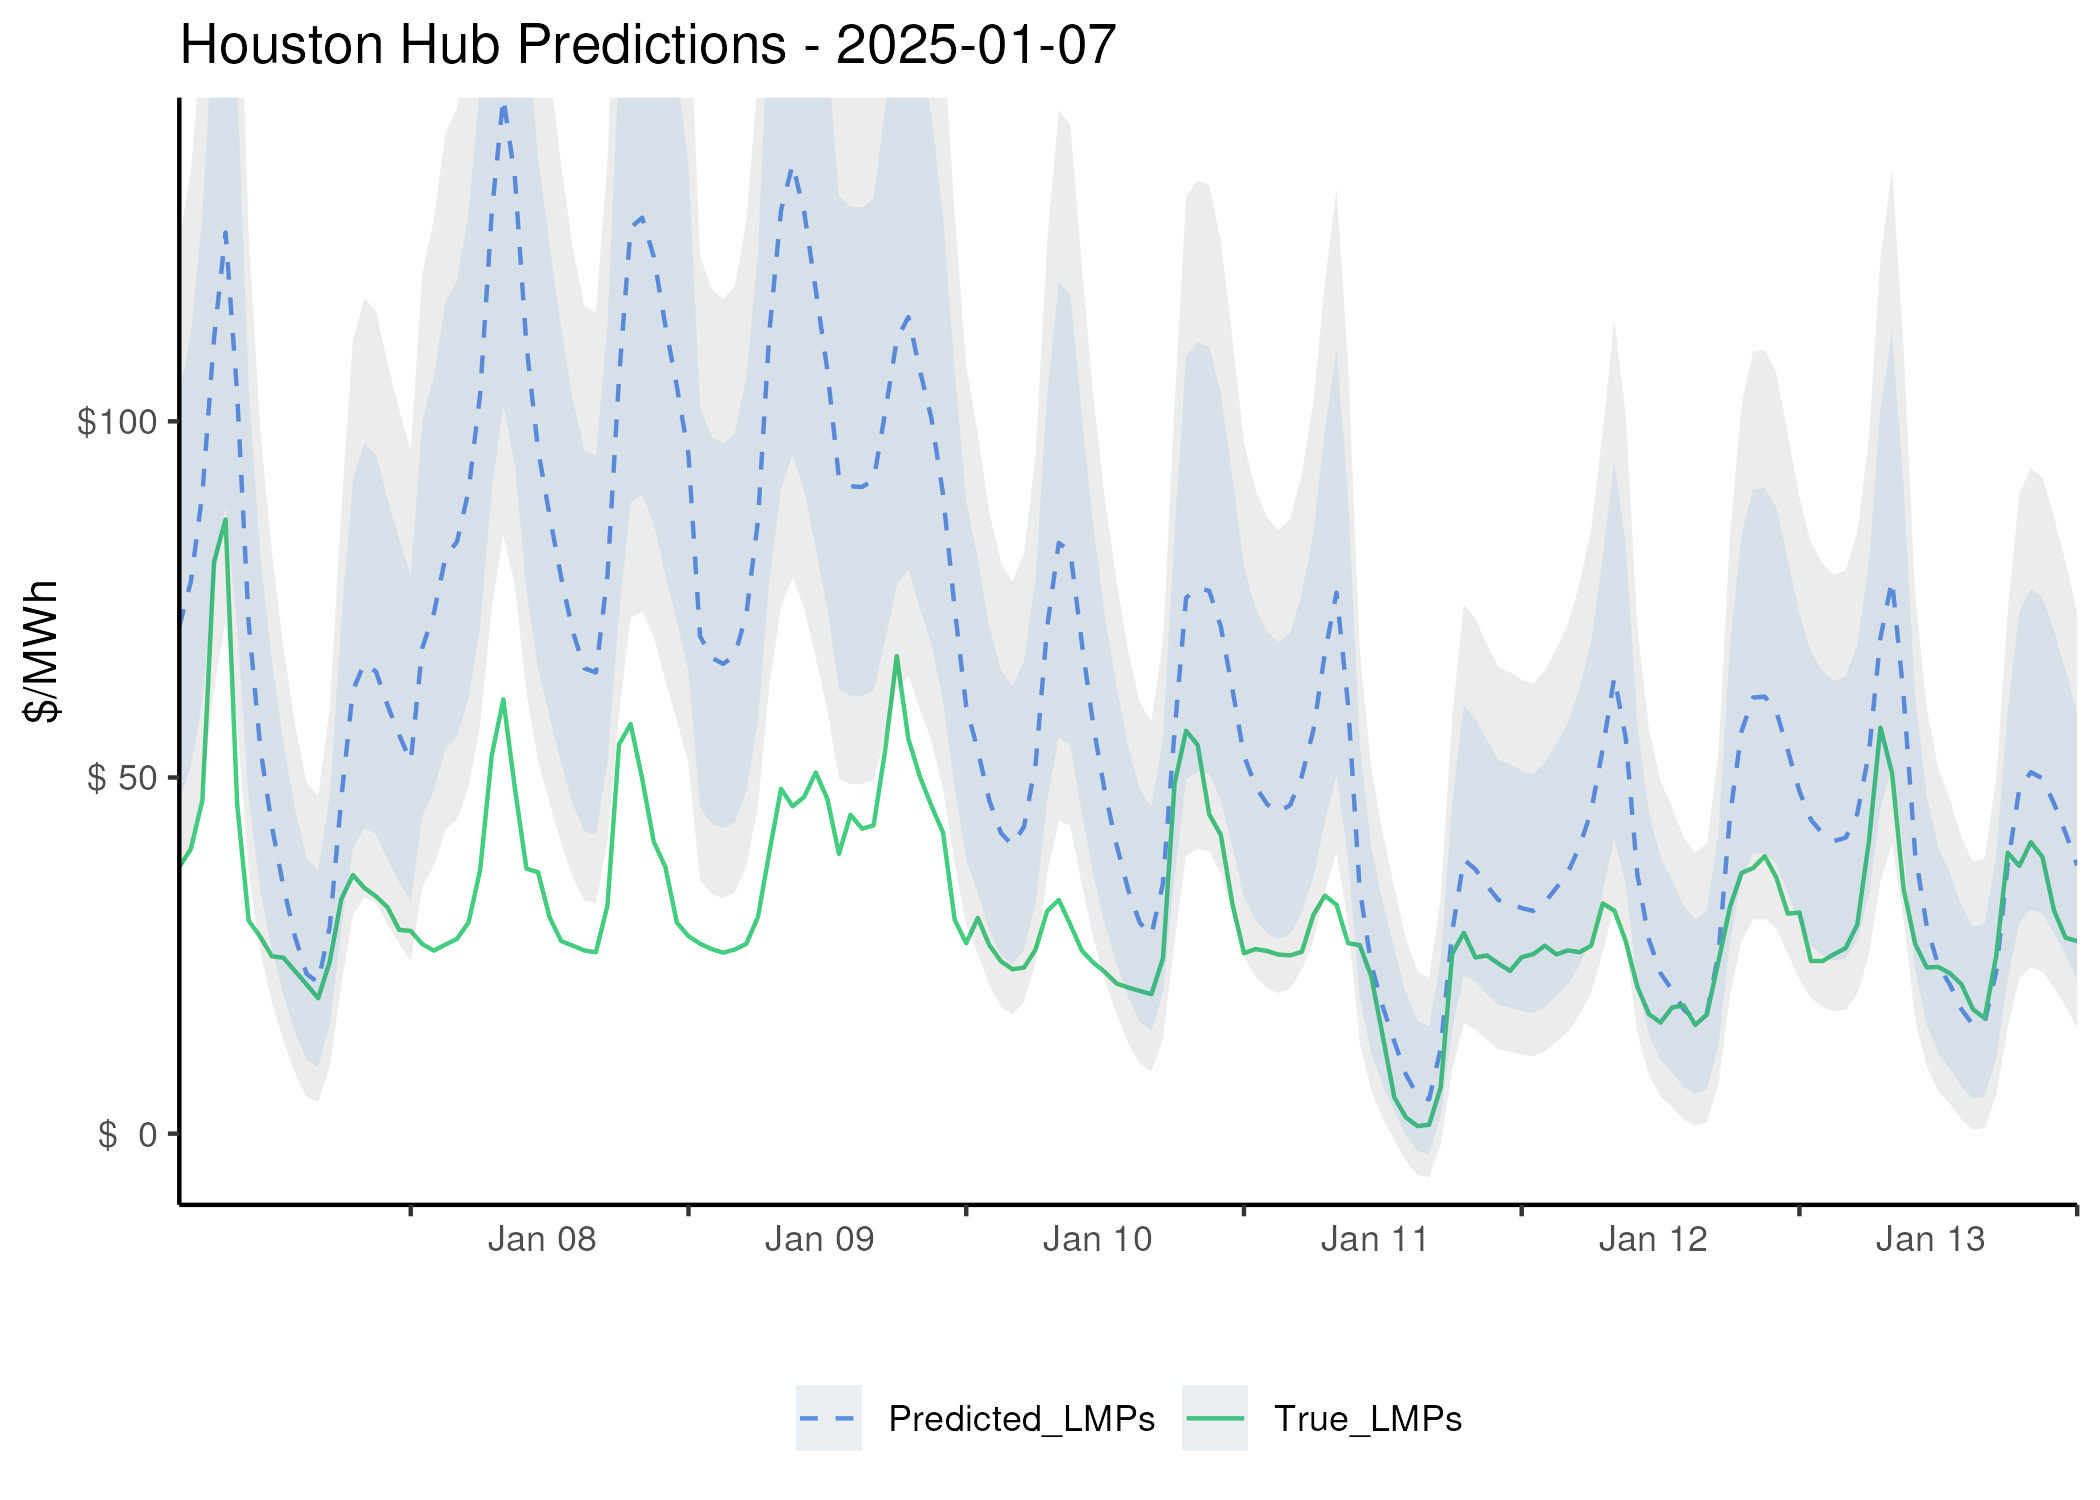 Houston Hub Predictions - 2025-01-07
$/MWh
$100
$ 50
$ 0
Jan 08 Jan 09 Jan 10 Jan 11 Jan 12 Jan 13
Predicted_LMPs True_LMPs